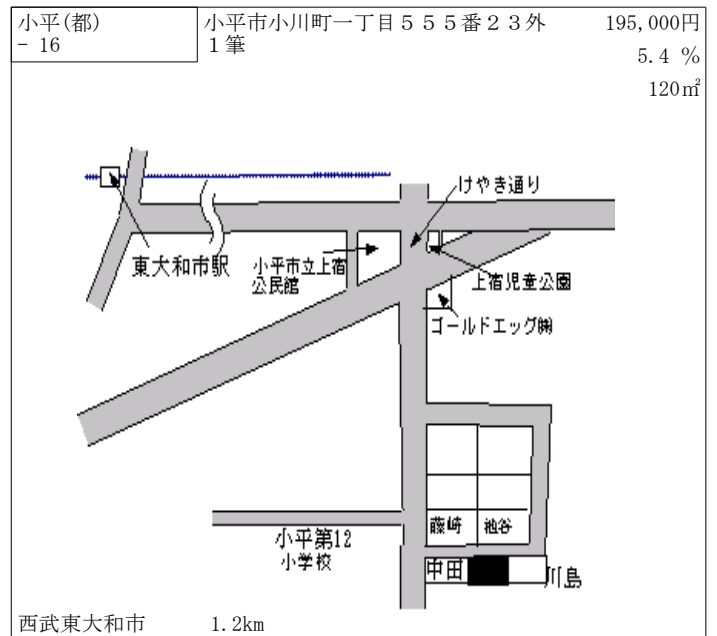 小平(都)
- 16
小平市小川町一丁目５５５番２３外
１筆
195,000円
5.4 %
120㎡
けやき通り
東大和市駅
小平市立上宿
公民館
上宿児童公園
ゴールドエッグ㈱
藤崎
池谷
小平第12
小学校
中田
川島
西武東大和市
1.2km